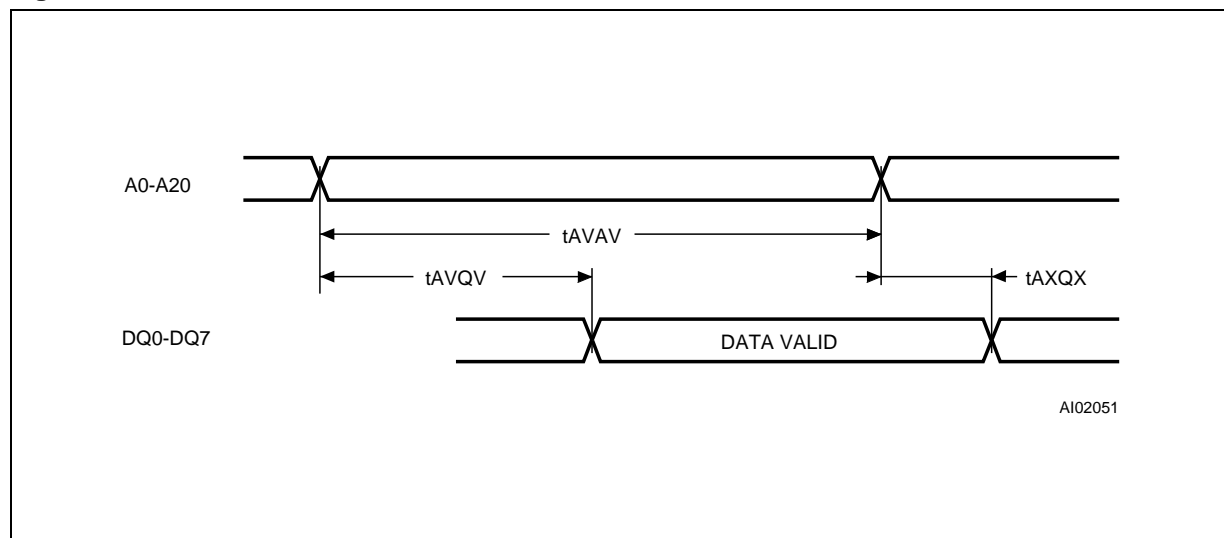 A0-A20
tAVAV
tAVQV
tAXQX
DQ0-DQ7
DATA VALID
AI02051